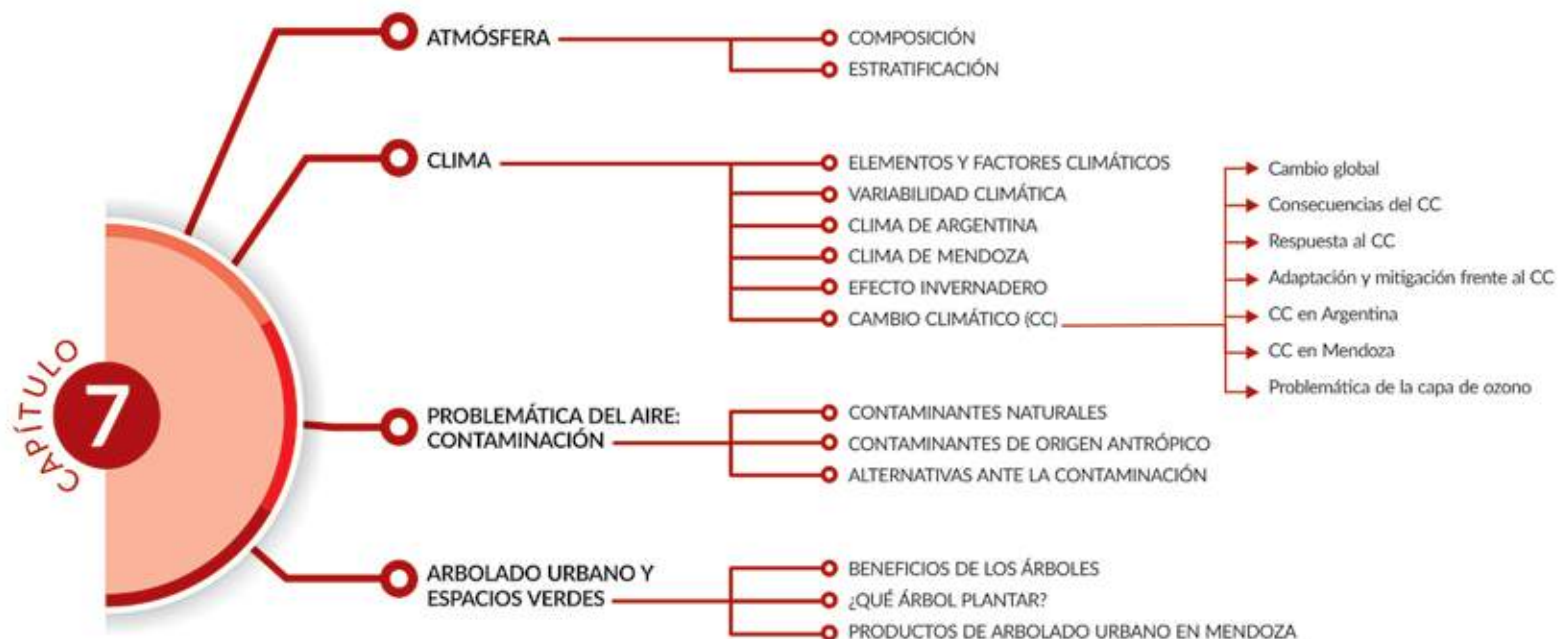 CAPÍTULO
7
ATMÓSFERA
COMPOSICIÓN
ESTRATIFICACIÓN
CLIMA
ELEMENTOS Y FACTORES CLIMÁTICOS
VARIABILIDAD CLIMÁTICA
CLIMA DE ARGENTINA
CLIMA DE MENDOZA
EFECTO INVERNADERO
CAMBIO CLIMÁTICO (CC)
Cambio global
Consecuencias del CC
Respuesta al CC
Adaptación y mitigación frente al CC
CC en Argentina
CC en Mendoza
Problemática de la capa de ozono
PROBLEMÁTICA DEL AIRE:
CONTAMINACIÓN
CONTAMINANTES NATURALES
CONTAMINANTES DE ORIGEN ANTRÓPICO
ALTERNATIVAS ANTE LA CONTAMINACIÓN
ARBOLADO URBANO Y
ESPACIOS VERDES
BENEFICIOS DE LOS ÁRBOLES
¿QUÉ ÁRBOL PLANTAR?
PRODUCTOS DE ARBOLADO URBANO EN MENDOZA